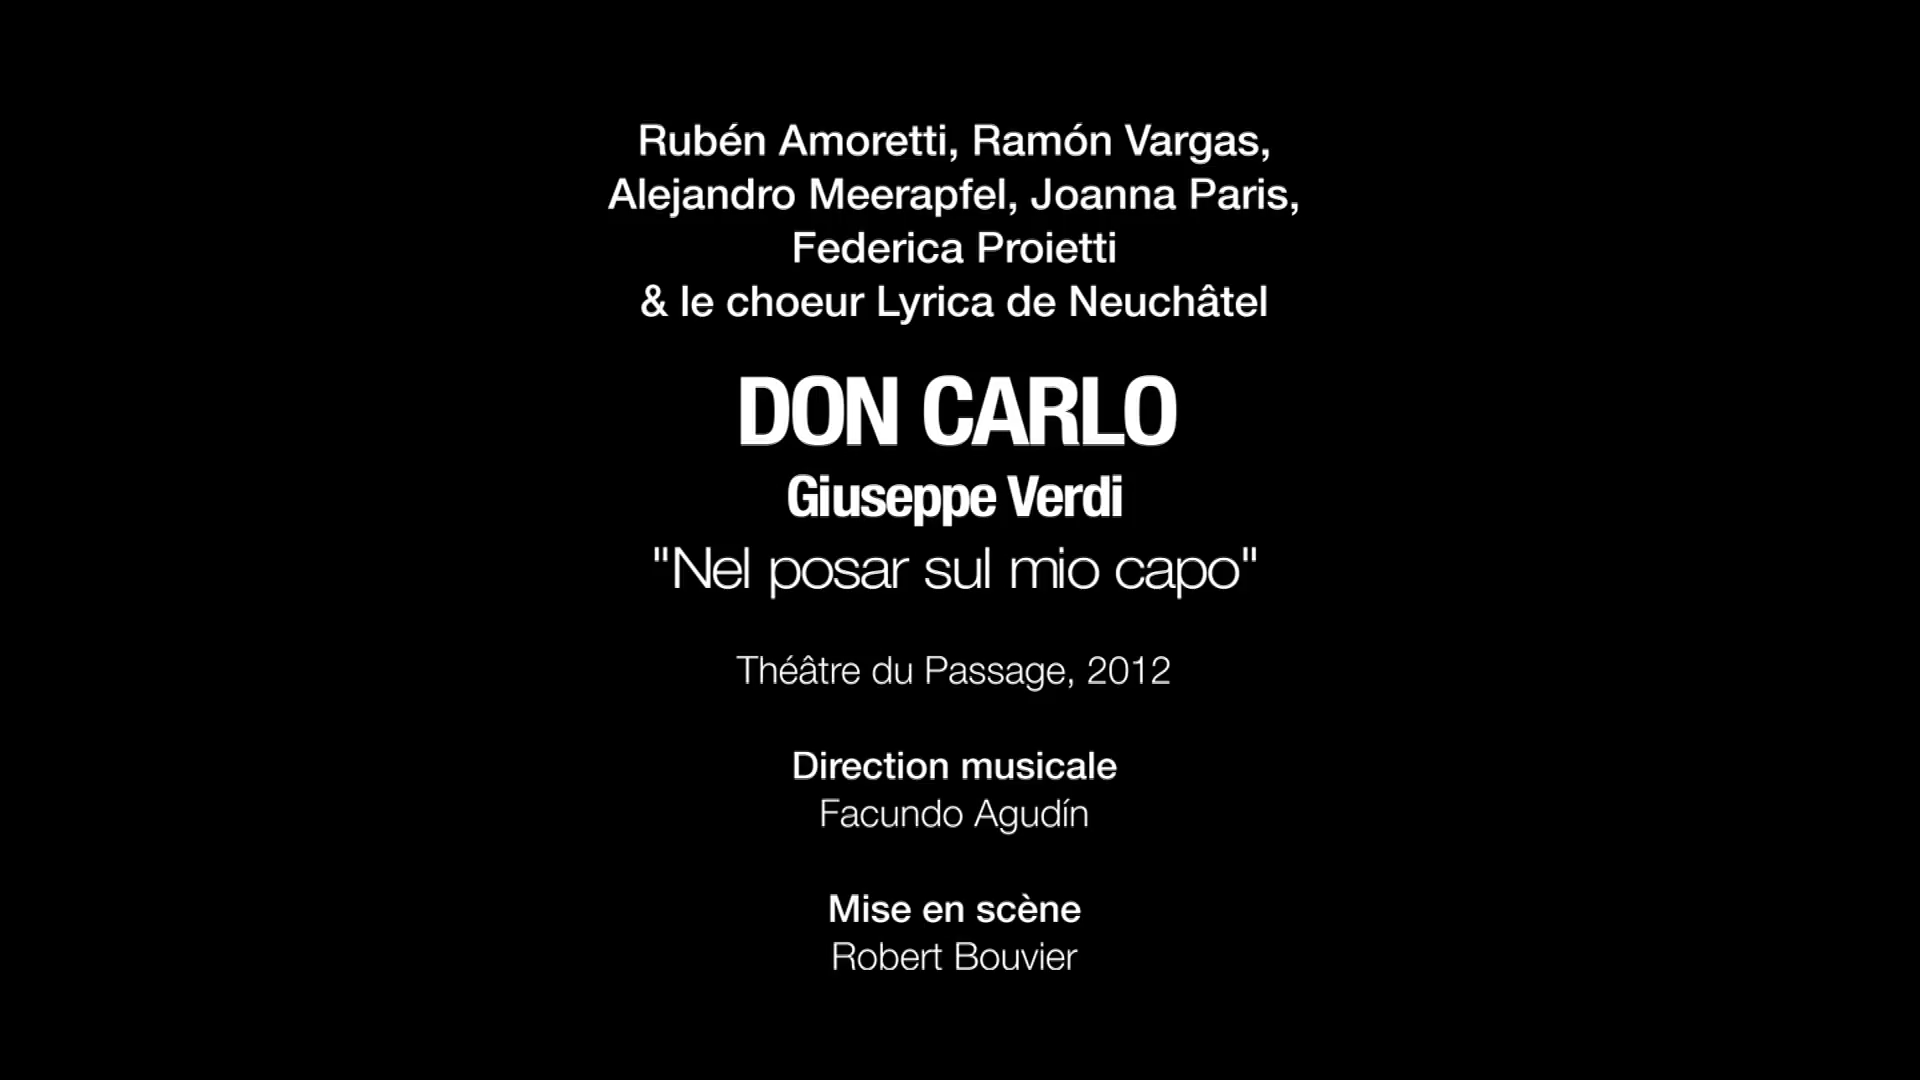 Rubén Amoretti, Ramón Vargas,
Alejandro Meerapfel, Joanna Paris,
Federica Proietti
& le choeur Lyrica de Neuchâtel
DON CARLO
Giuseppe Verdi
"Nel posar sul mio capo"
Théâtre du Passage, 2012
Direction musicale
Facundo Agudín
Mise en scène
Robert Bouvier